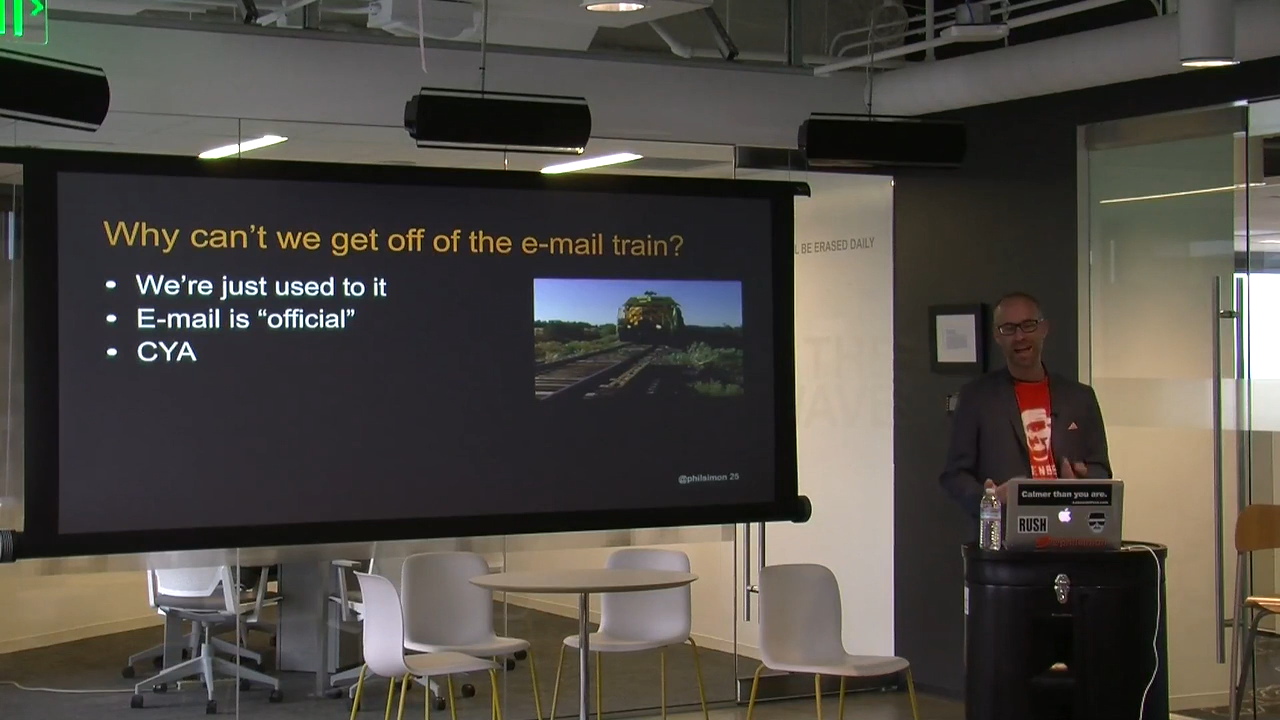 Why can't we get off of the e-mail train?
• We're just used to it
• E-mail is "official"
• CYA
@philsimon 25
L BE ERASED DAILY
Calmer than you are.
RUSH